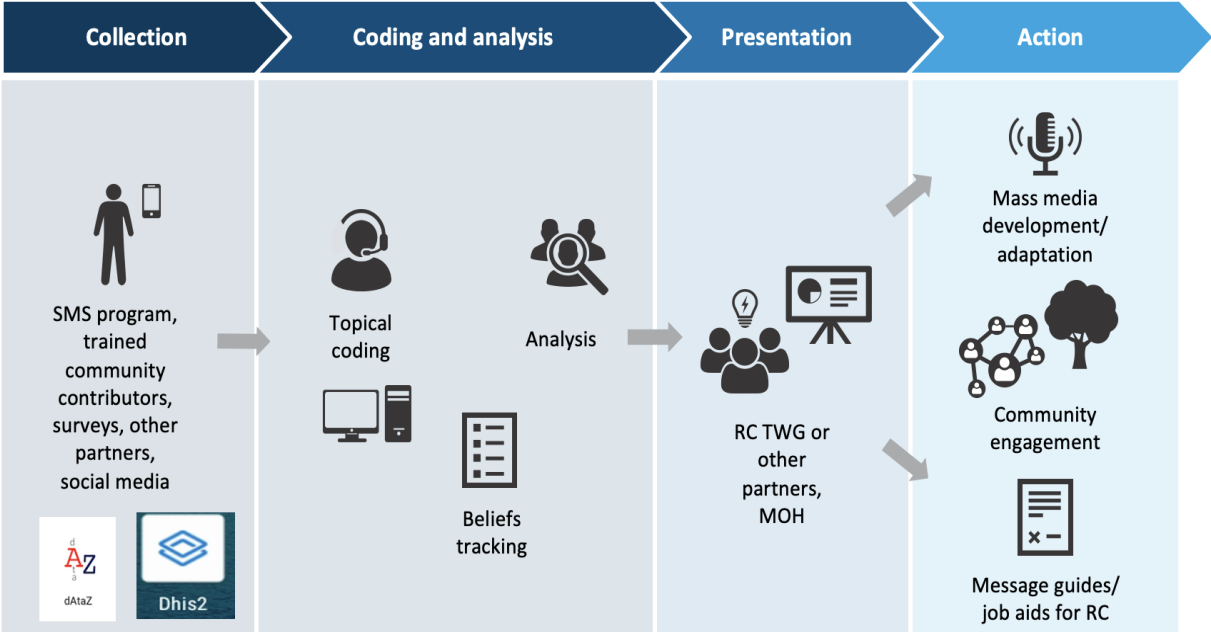 Collection
Coding and analysis
Presentation
Action
SMS program,
trained
community
contributors,
surveys, other
partners,
social media
d
AZ
t
a
dAtaZ
Dhis2
Topical
coding
Analysis
Beliefs
tracking
RC TWG or
other
partners,
MOH
Mass media
development/
adaptation
Community
engagement
Message guides/
job aids for RC